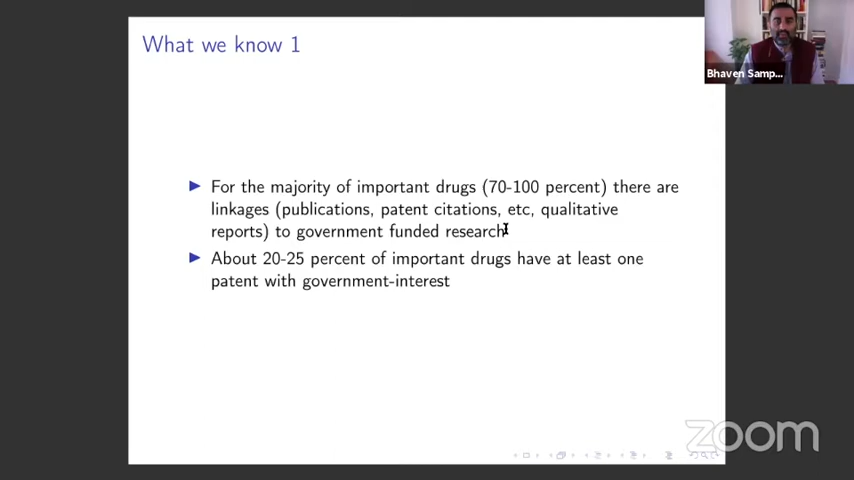 What we know 1
Bhaven Samp...
For the majority of important drugs (70-100 percent) there are
linkages (publications, patent citations, etc, qualitative
reports) to government funded research
About 20-25 percent of important drugs have at least one
patent with government-interest
zoom